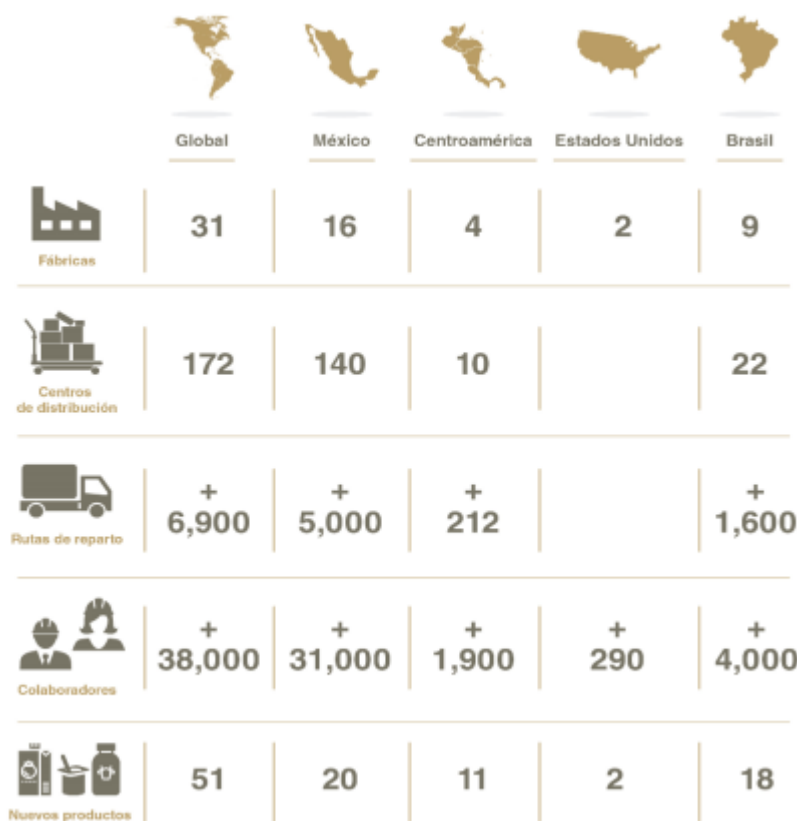 Global México Centroamérica Estados Unidos Brasil
31 16 4 2 9
Fábricas
172 140 10 22
Centros
de distribución
+ + + +
6,900 5,000 212 1,600
Rutas de reparto
+ + + + +
38,000 31,000 1,900 290 4,000
Colaboradores
51 20 11 2 18
Nuevos productos